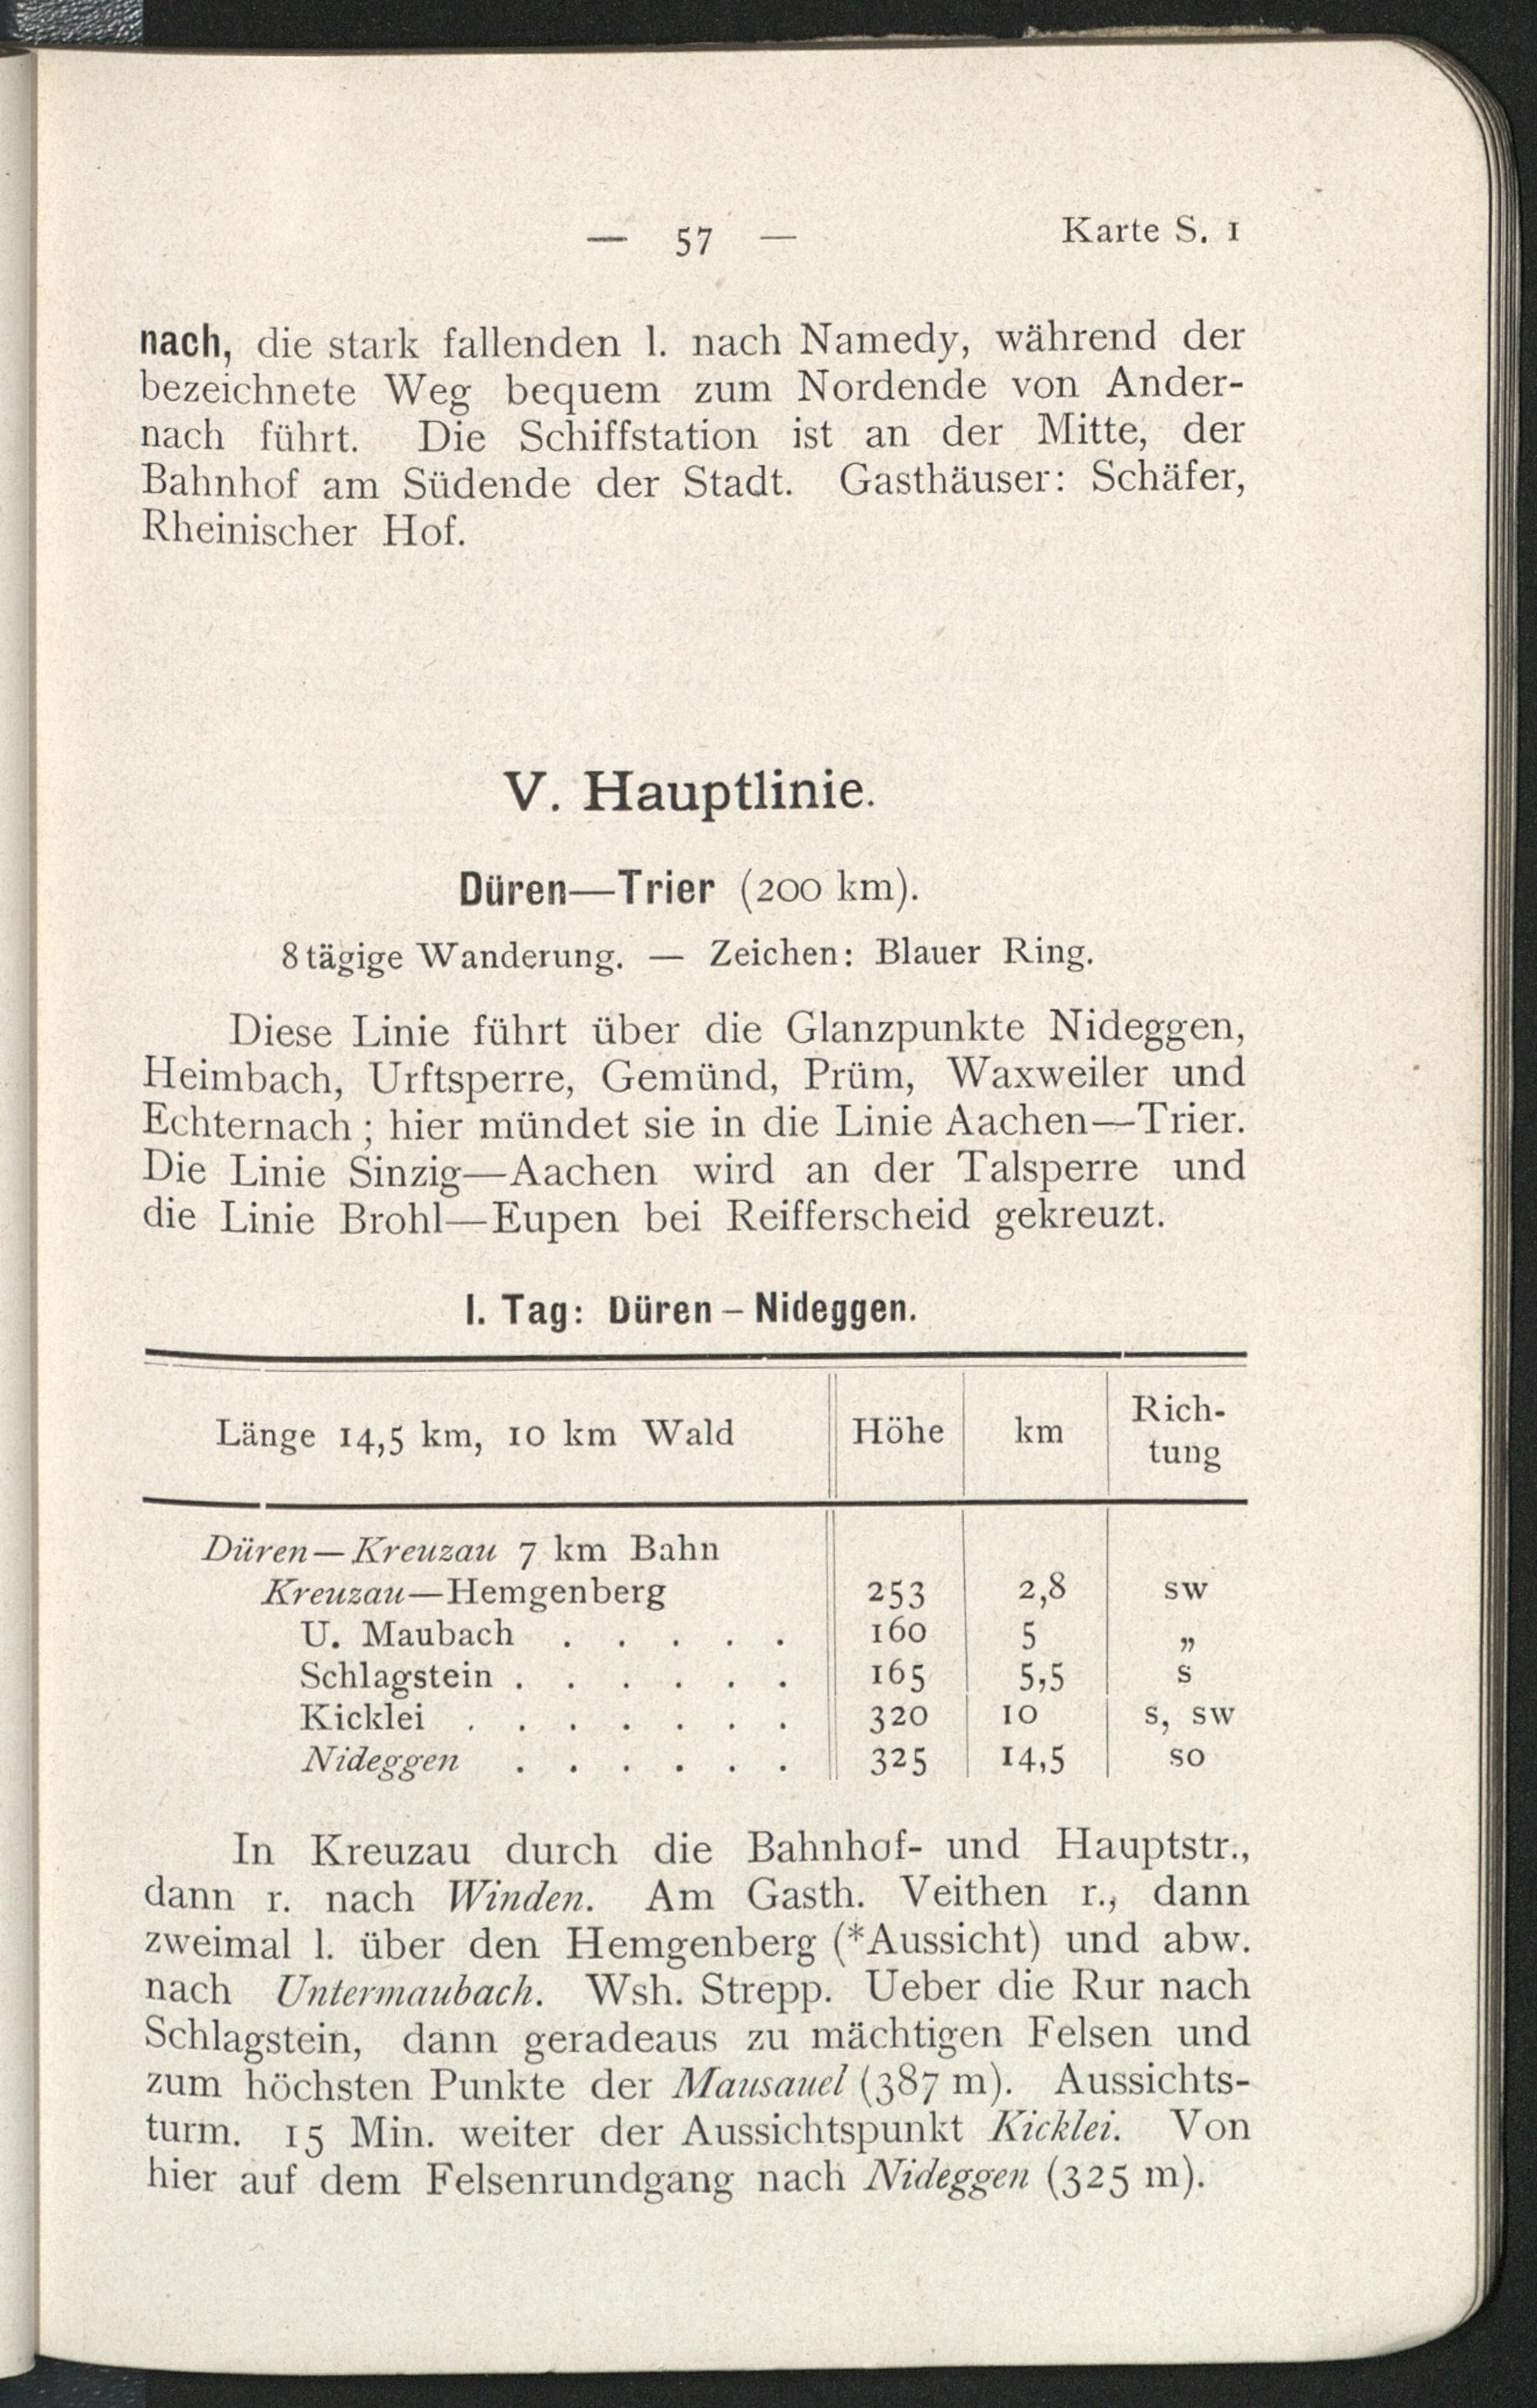 — 57 — Karte S. 1
nach, die stark fallenden l. nach Namedy, während der
bezeichnete Weg bequem zum Nordende von Ander-
nach führt. Die Schiffstation ist an der Mitte, der
Bahnhof am Südende der Stadt. Gasthäuser: Schäfer,
Rheinischer Hof.
V. Hauptlinie.
Düren—Trier (200 km).
8tägige Wanderung. — Zeichen: Blauer Ring.
Diese Linie führt über die Glanzpunkte Nideggen,
Heimbach, Urftsperre, Gemünd, Prüm, Waxweiler und
Echternach; hier mündet sie in die Linie Aachen—Trier.
Die Linie Sinzig—Aachen wird an der Talsperre und
die Linie Brohl—Eupen bei Reifferscheid gekreuzt.
I. Tag: Düren – Nideggen.
Länge 14,5 km, 10 km Wald Höhe km Rich-
tung
Düren—Kreuzau 7 km Bahn
Kreuzau—Hemgenberg 253 2,8 sw
U. Maubach . . . . . 160 5 „
Schlagstein . . . . . . 165 5,5 s
Kicklei . . . . . . . 320 10 s, sw
Nideggen . . . . . . 325 14,5 so
In Kreuzau durch die Bahnhof- und Hauptstr.,
dann r. nach Winden. Am Gasth. Veithen r., dann
zweimal l. über den Hemgenberg (*Aussicht) und abw.
nach Untermaubach. Wsh. Strepp. Ueber die Rur nach
Schlagstein, dann geradeaus zu mächtigen Felsen und
zum höchsten Punkte der Mausauel (387 m). Aussichts-
turm. 15 Min. weiter der Aussichtspunkt Kicklei. Von
hier auf dem Felsenrundgang nach Nideggen (325 m).